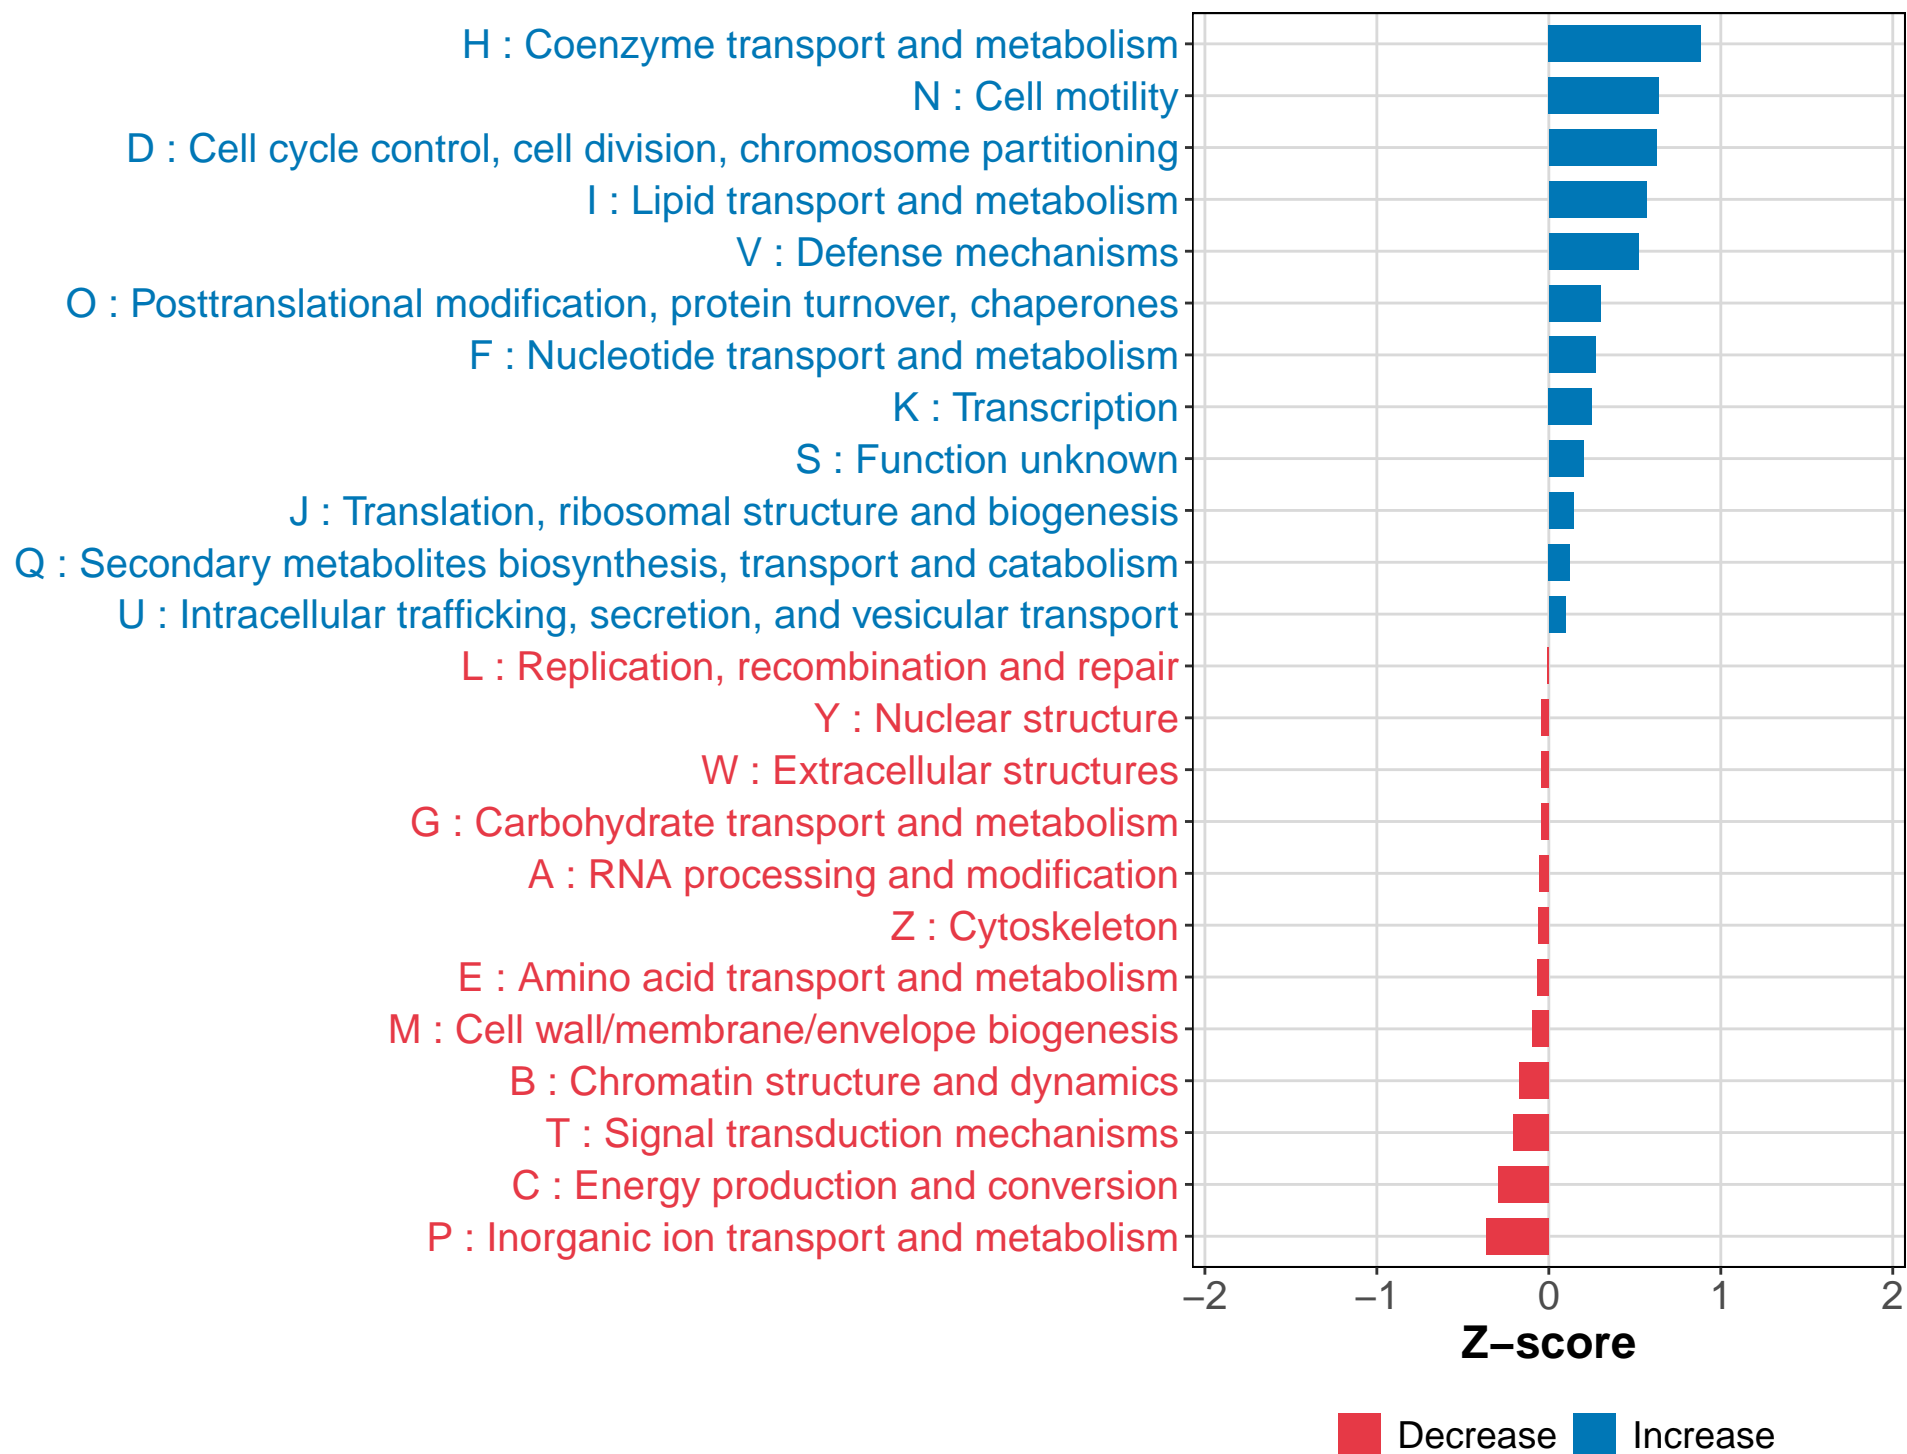 H : Coenzyme transport and metabolism
N : Cell motility
D : Cell cycle control, cell division, chromosome partitioning
I : Lipid transport and metabolism
V : Defense mechanisms
O : Posttranslational modification, protein turnover, chaperones
F : Nucleotide transport and metabolism
K : Transcription
S : Function unknown
J : Translation, ribosomal structure and biogenesis
Q : Secondary metabolites biosynthesis, transport and catabolism
U : Intracellular trafficking, secretion, and vesicular transport
L : Replication, recombination and repair
Y : Nuclear structure
W : Extracellular structures
G : Carbohydrate transport and metabolism
A : RNA processing and modification
Z : Cytoskeleton
E : Amino acid transport and metabolism
M : Cell wall/membrane/envelope biogenesis
B : Chromatin structure and dynamics
T : Signal transduction mechanisms
C : Energy production and conversion
P : Inorganic ion transport and metabolism
−2 −1 0 1 2
Z−score
Decrease Increase